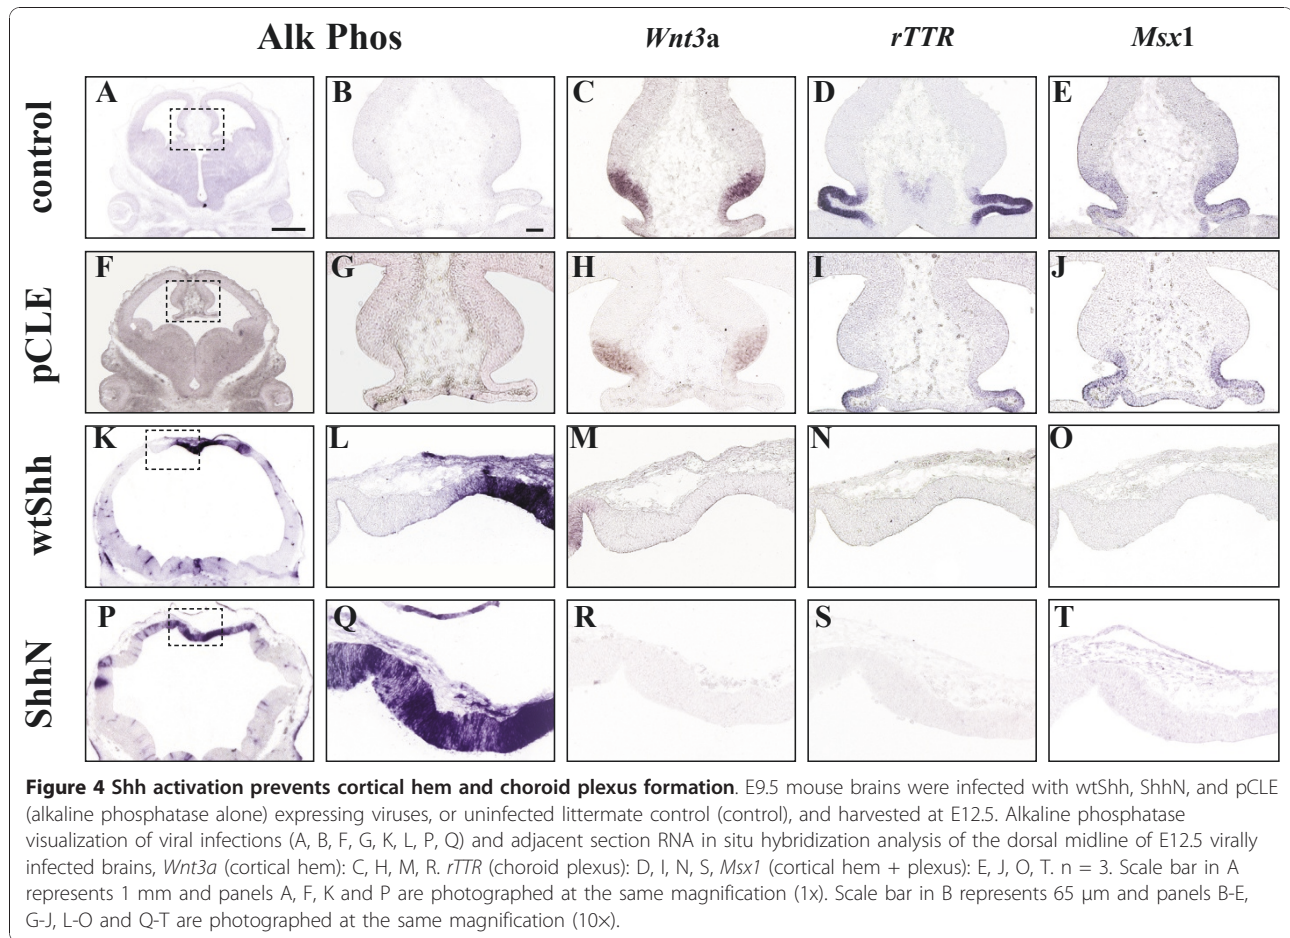 Alk Phos Wnt3a rTTR Msx1
control
A B C D E
pCLE
F G H I J
wtShh
K L M N O
ShhN
P Q R S T
Figure 4 Shh activation prevents cortical hem and choroid plexus formation. E9.5 mouse brains were infected with wtShh, ShhN, and pCLE
(alkaline phosphatase alone) expressing viruses, or uninfected littermate control (control), and harvested at E12.5. Alkaline phosphatase
visualization of viral infections (A, B, F, G, K, L, P, Q) and adjacent section RNA in situ hybridization analysis of the dorsal midline of E12.5 virally
infected brains, Wnt3a (cortical hem): C, H, M, R. rTTR (choroid plexus): D, I, N, S, Msx1 (cortical hem + plexus): E, J, O, T. n = 3. Scale bar in A
represents 1 mm and panels A, F, K and P are photographed at the same magnification (1x). Scale bar in B represents 65 μm and panels B-E,
G-J, L-O and Q-T are photographed at the same magnification (10×).